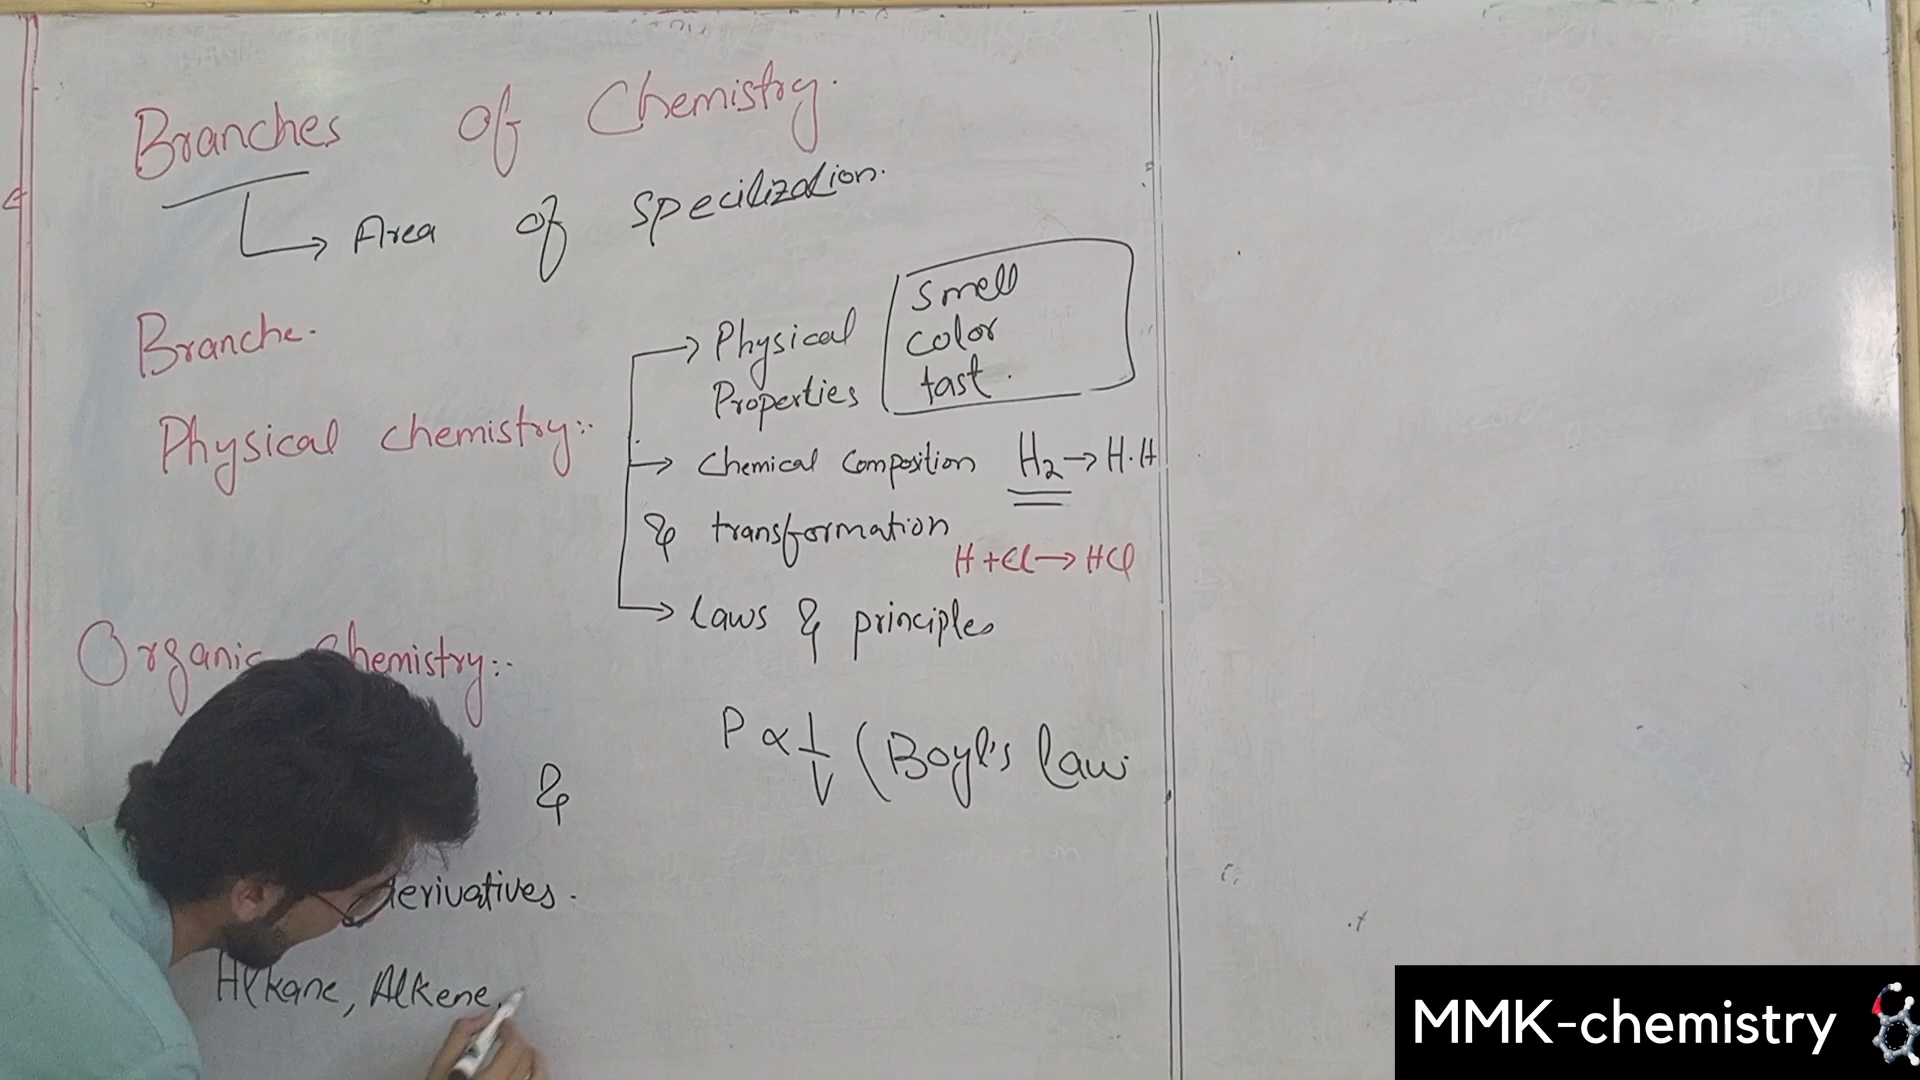 Branches of Chemistry.
→ Area of specilization.
Branche.
Physical chemistry:-
→ Physical Properties
smell
color
tast.
→ Chemical Composition H₂ → H·H
& transformation
H + Cl → HCl
→ Laws & principles
Organic Chemistry:-
P ∝ 1/V (Boyl's law
&
derivatives.
Alkane, Alkene,
MMK-chemistry